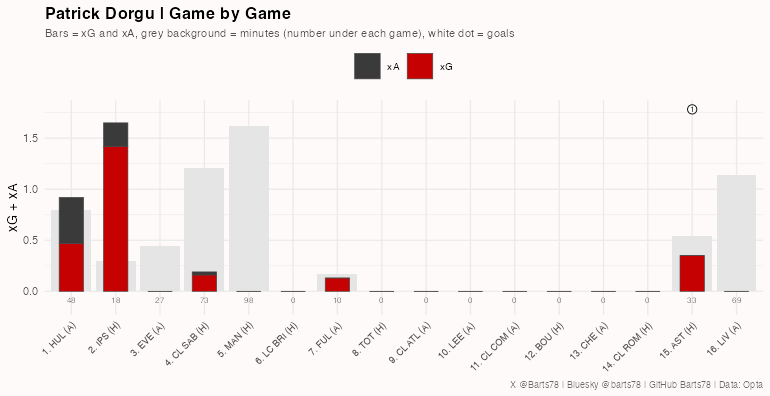 Patrick Dorgu | Game by Game
Bars = xG and xA, grey background = minutes (number under each game), white dot = goals
xA xG
xG + xA
1.5
1.0
0.5
0.0
1
48 18 27 73 98 0 10 0 0 0 0 0 0 0 33 69
1. HUL (A)
2. IPS (H)
3. EVE (A)
4. CL SAB (H)
5. MAN (H)
6. LC BRI (H)
7. FUL (A)
8. TOT (H)
9. CL ATL (A)
10. LEE (A)
11. CL COM (A)
12. BOU (H)
13. CHE (A)
14. CL ROM (H)
15. AST (H)
16. LIV (A)
X @Barts78 | Bluesky @barts78 | GitHub Barts78 | Data: Opta